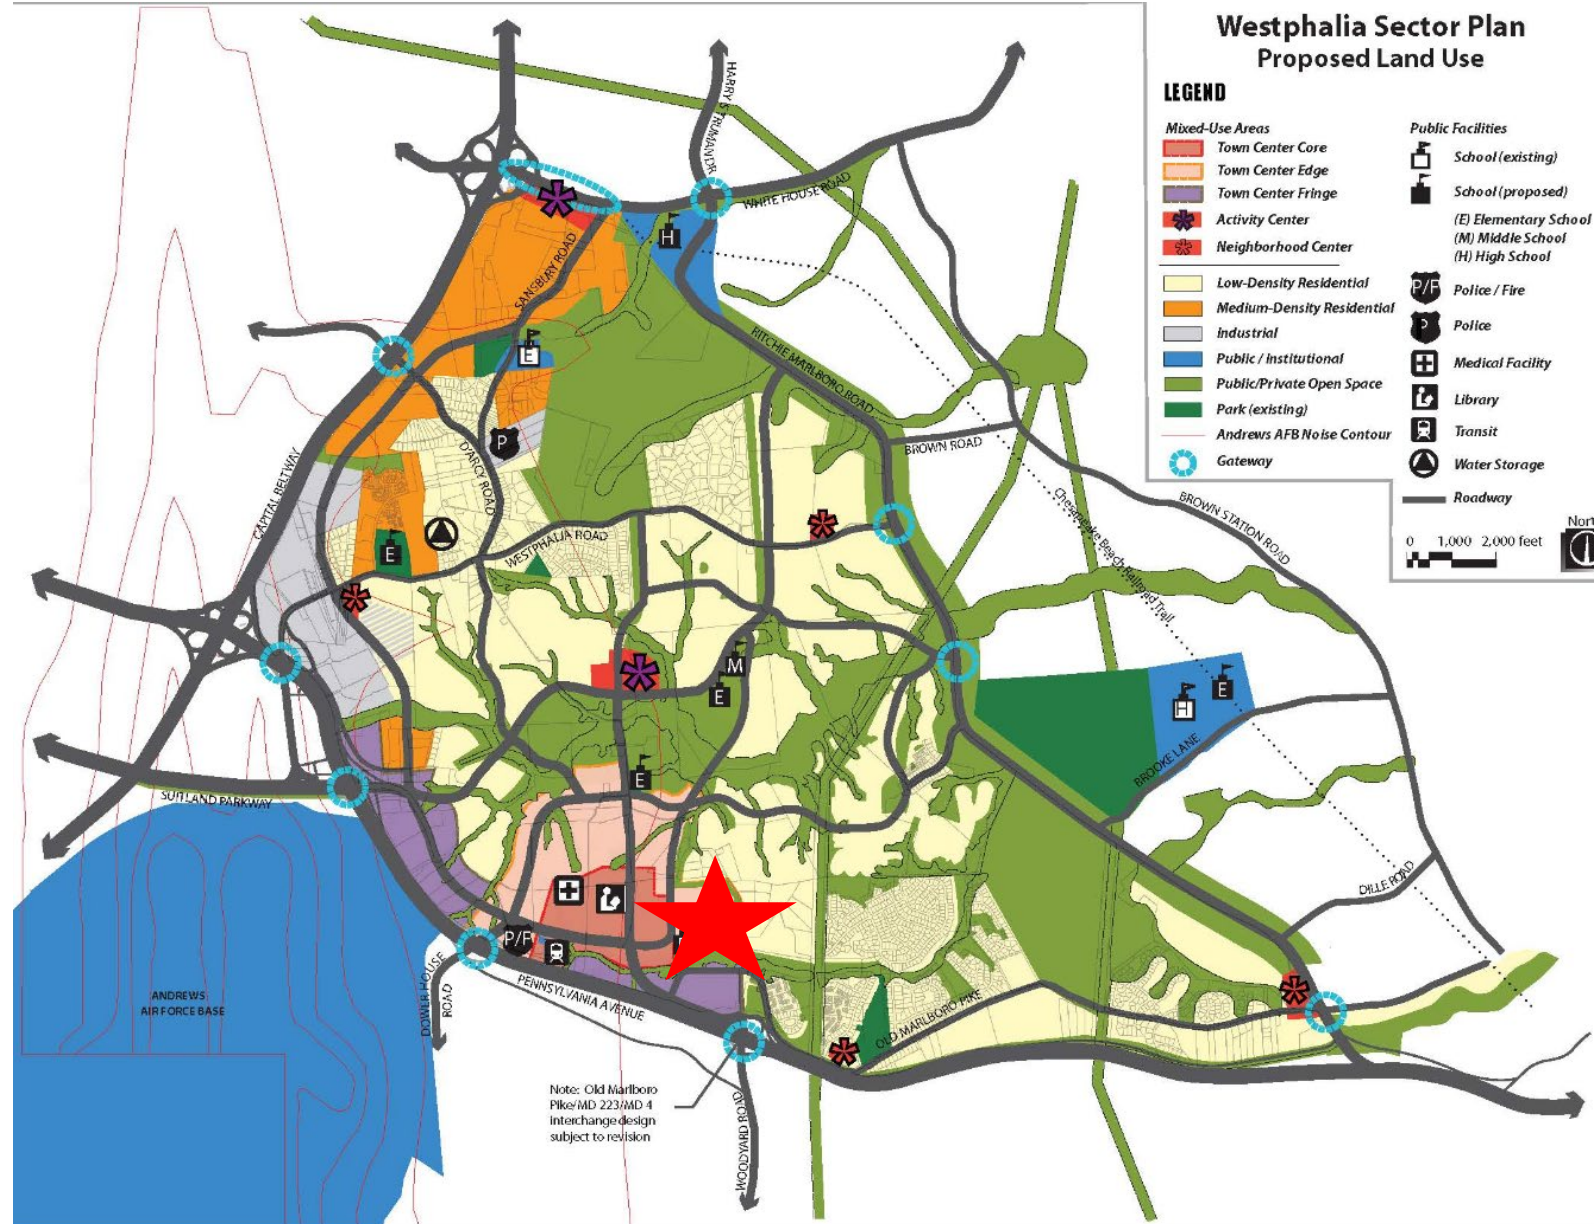 Westphalia Sector Plan
Proposed Land Use
LEGEND
Mixed-Use Areas
Town Center Core
Town Center Edge
Town Center Fringe
Activity Center
Neighborhood Center
Low-Density Residential
Medium-Density Residential
Industrial
Public / Institutional
Public/Private Open Space
Park (existing)
Andrews AFB Noise Contour
Gateway
Public Facilities
School (existing)
School (proposed)
(E) Elementary School
(M) Middle School
(H) High School
P/F Police / Fire
P Police
Medical Facility
Library
Transit
Water Storage
Roadway
0 1,000 2,000 feet
Nort
HARRY S TRUMAN DR
WHITE HOUSE ROAD
H
SANSBURY ROAD
E
RITCHIE MARLBORO ROAD
P
D'ARCY ROAD
BROWN ROAD
CAPITAL BELTWAY
BROWN STATION ROAD
Chesapeake Beach Railroad Trail
WESTPHALIA ROAD
E
M
E
E
H
E
BROOKE LANE
SUITLAND PARKWAY
DILLE ROAD
P/F
DOWER HOUSE
ROAD
PENNSYLVANIA AVENUE
OLD MARLBORO PIKE
ANDREWS
AIR FORCE BASE
Note: Old Marlboro
Pike/MD 223/MD 4
interchange design
subject to revision
WOODYARD ROAD